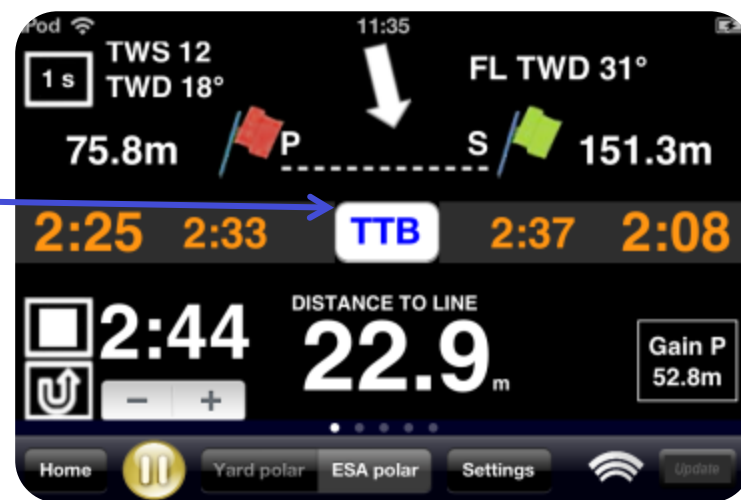 Pod 11:35
1 s
TWS 12
TWD 18°
FL TWD 31°
75.8m P S 151.3m
2:25 2:33 TTB 2:37 2:08
2:44
DISTANCE TO LINE
22.9 m
Gain P
52.8m
− +
Home Yard polar ESA polar Settings Update